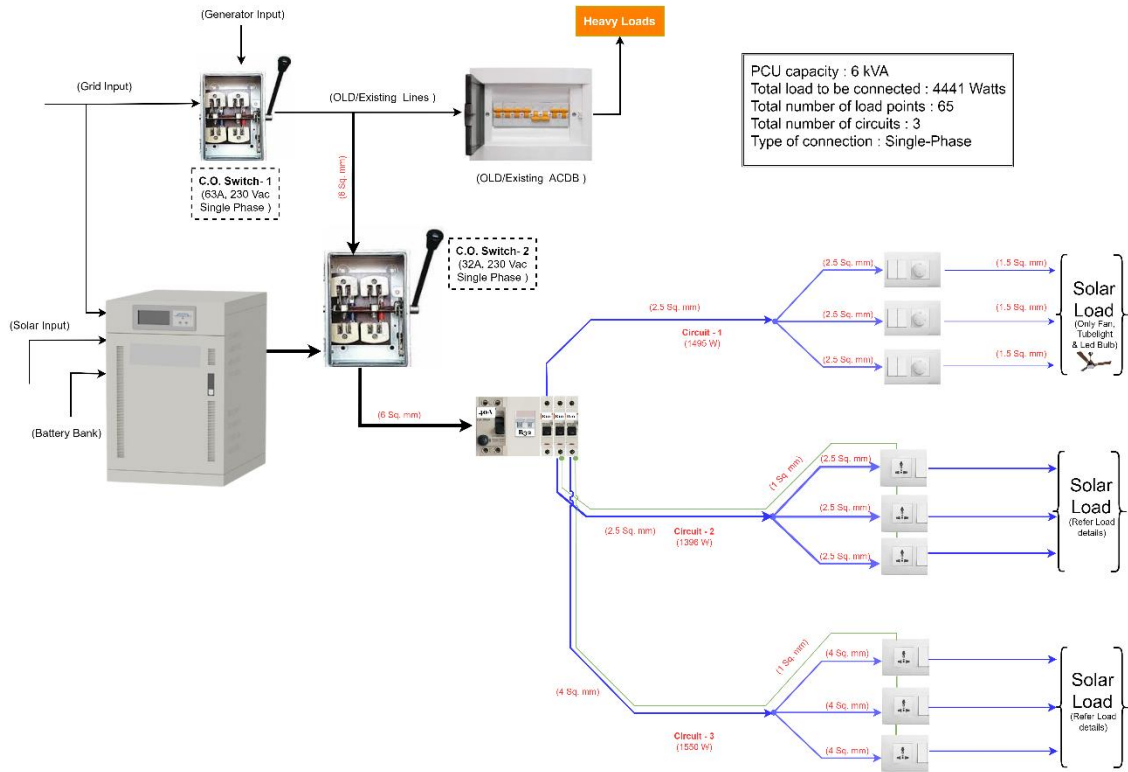 (Generator Input)
Heavy Loads
(Grid Input)
(OLD/Existing Lines )
C.O. Switch- 1
(63A, 230 Vac
Single Phase )
(OLD/Existing ACDB )
PCU capacity : 6 kVA
Total load to be connected : 4441 Watts
Total number of load points : 65
Total number of circuits : 3
Type of connection : Single-Phase
(6 Sq. mm)
C.O. Switch- 2
(32A, 230 Vac
Single Phase )
(Solar Input)
(Battery Bank)
(6 Sq. mm)
40A
B32
B10
B10
(2.5 Sq. mm)
Circuit - 1
(1495 W)
(2.5 Sq. mm)
(2.5 Sq. mm)
(2.5 Sq. mm)
(1.5 Sq. mm)
(1.5 Sq. mm)
(1.5 Sq. mm)
Solar
Load
(Only Fan,
Tubelight
& Led Bulb)
(1 Sq. mm)
(2.5 Sq. mm)
Circuit - 2
(1396 W)
(2.5 Sq. mm)
(2.5 Sq. mm)
(2.5 Sq. mm)
Solar
Load
(Refer Load
details)
(1 Sq. mm)
(4 Sq. mm)
Circuit - 3
(1550 W)
(4 Sq. mm)
(4 Sq. mm)
(4 Sq. mm)
Solar
Load
(Refer Load
details)